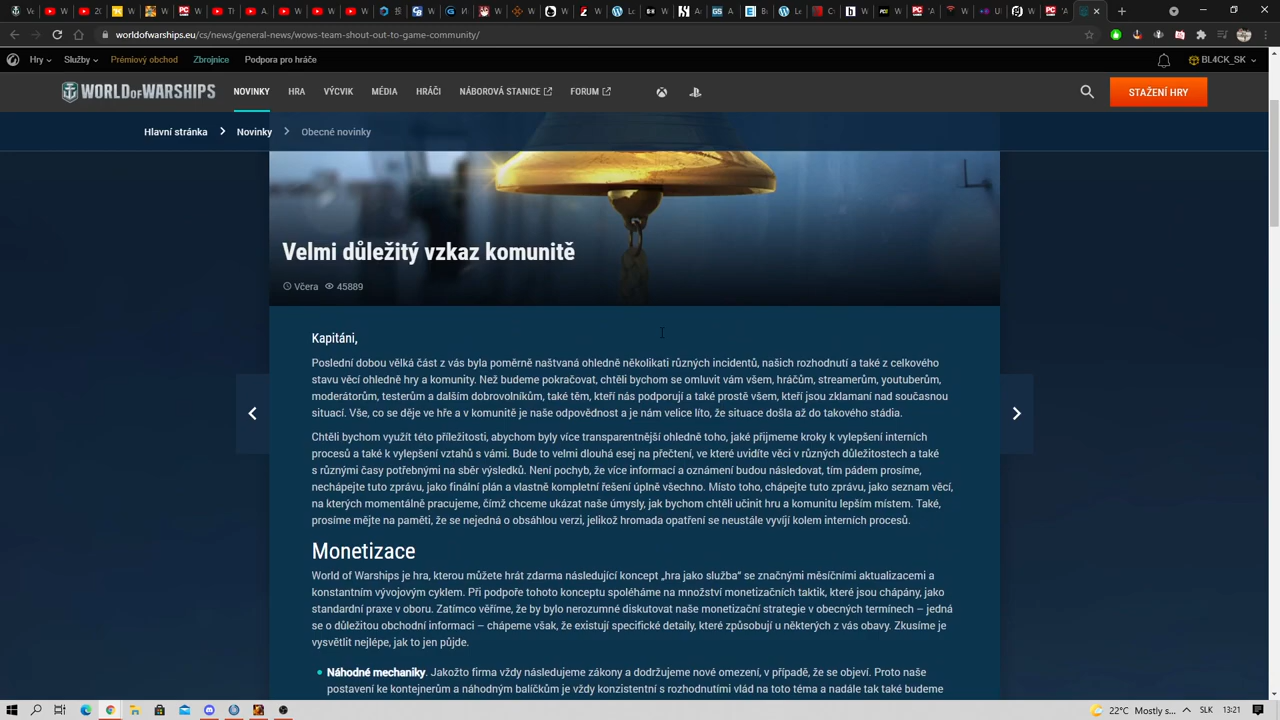 worldofwarships.eu/cs/news/general-news/wows-team-shout-out-to-game-community/
Hry Služby Prémiový obchod Zbrojnice Podpora pro hráče BL4CK_SK
WORLD OF WARSHIPS NOVINKY HRA VÝCVIK MÉDIA HRÁČI NÁBOROVÁ STANICE FORUM STAŽENÍ HRY
Hlavní stránka Novinky Obecné novinky
Velmi důležitý vzkaz komunitě
Včera 45889
Kapitáni,
Poslední dobou vělká část z vás byla poměrně naštvaná ohledně několikati různých incidentů, našich rozhodnutí a také z celkového
stavu věcí ohledně hry a komunity. Než budeme pokračovat, chtěli bychom se omluvit vám všem, hráčům, streamerům, youtuberům,
moderátorům, testerům a dalším dobrovolníkům, také těm, kteří nás podporují a také prostě všem, kteří jsou zklamaní nad současnou
situací. Vše, co se děje ve hře a v komunitě je naše odpovědnost a je nám velice líto, že situace došla až do takového stádia.
Chtěli bychom využít této příležitosti, abychom byly více transparentnější ohledně toho, jaké přijmeme kroky k vylepšení interních
procesů a také k vylepšení vztahů s vámi. Bude to velmi dlouhá esej na přečtení, ve které uvidíte věci v různých důležitostech a také
s různými časy potřebnými na sběr výsledků. Není pochyb, že více informací a oznámení budou následovat, tím pádem prosíme,
nechápejte tuto zprávu, jako finální plán a vlastně kompletní řešení úplně všechno. Místo toho, chápejte tuto zprávu, jako seznam věcí,
na kterých momentálně pracujeme, čímž chceme ukázat naše úmysly, jak bychom chtěli učinit hru a komunitu lepším místem. Také,
prosíme mějte na paměti, že se nejedná o obsáhlou verzi, jelikož hromada opatření se neustále vyvíjí kolem interních procesů.
Monetizace
World of Warships je hra, kterou můžete hrát zdarma následující koncept „hra jako služba“ se značnými měsíčními aktualizacemi a
konstantním vývojovým cyklem. Při podpoře tohoto konceptu spoléháme na množství monetizačních taktik, které jsou chápány, jako
standardní praxe v oboru. Zatímco věříme, že by bylo nerozumné diskutovat naše monetizační strategie v obecných termínech – jedná
se o důležitou obchodní informaci – chápeme však, že existují specifické detaily, které způsobují u některých z vás obavy. Zkusíme je
vysvětlit nejlépe, jak to jen půjde.
Náhodné mechaniky. Jakožto firma vždy následujeme zákony a dodržujeme nové omezení, v případě, že se objeví. Proto naše
postavení ke kontejnerům a náhodným balíčkům je vždy konzistentní s rozhodnutími vlád na toto téma a nadále tak také budeme
22°C Mostly s... SLK 13:21